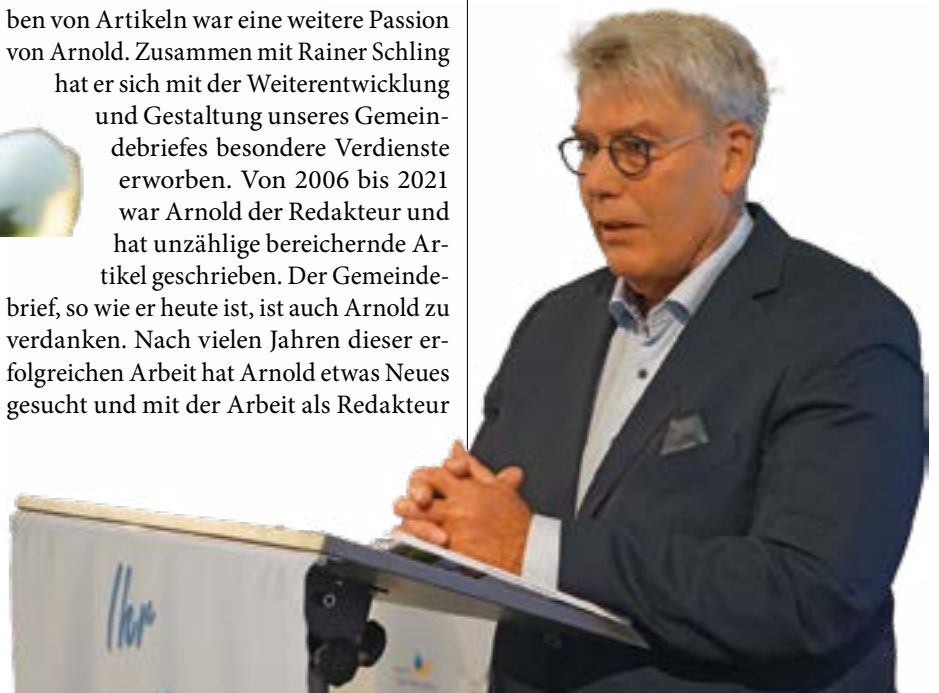 ben von Artikeln war eine weitere Passion
von Arnold. Zusammen mit Rainer Schling
hat er sich mit der Weiterentwicklung
und Gestaltung unseres Gemein-
debriefes besondere Verdienste
erworben. Von 2006 bis 2021
war Arnold der Redakteur und
hat unzählige bereichernde Ar-
tikel geschrieben. Der Gemeinde-
brief, so wie er heute ist, ist auch Arnold zu
verdanken. Nach vielen Jahren dieser er-
folgreichen Arbeit hat Arnold etwas Neues
gesucht und mit der Arbeit als Redakteur
Ihr